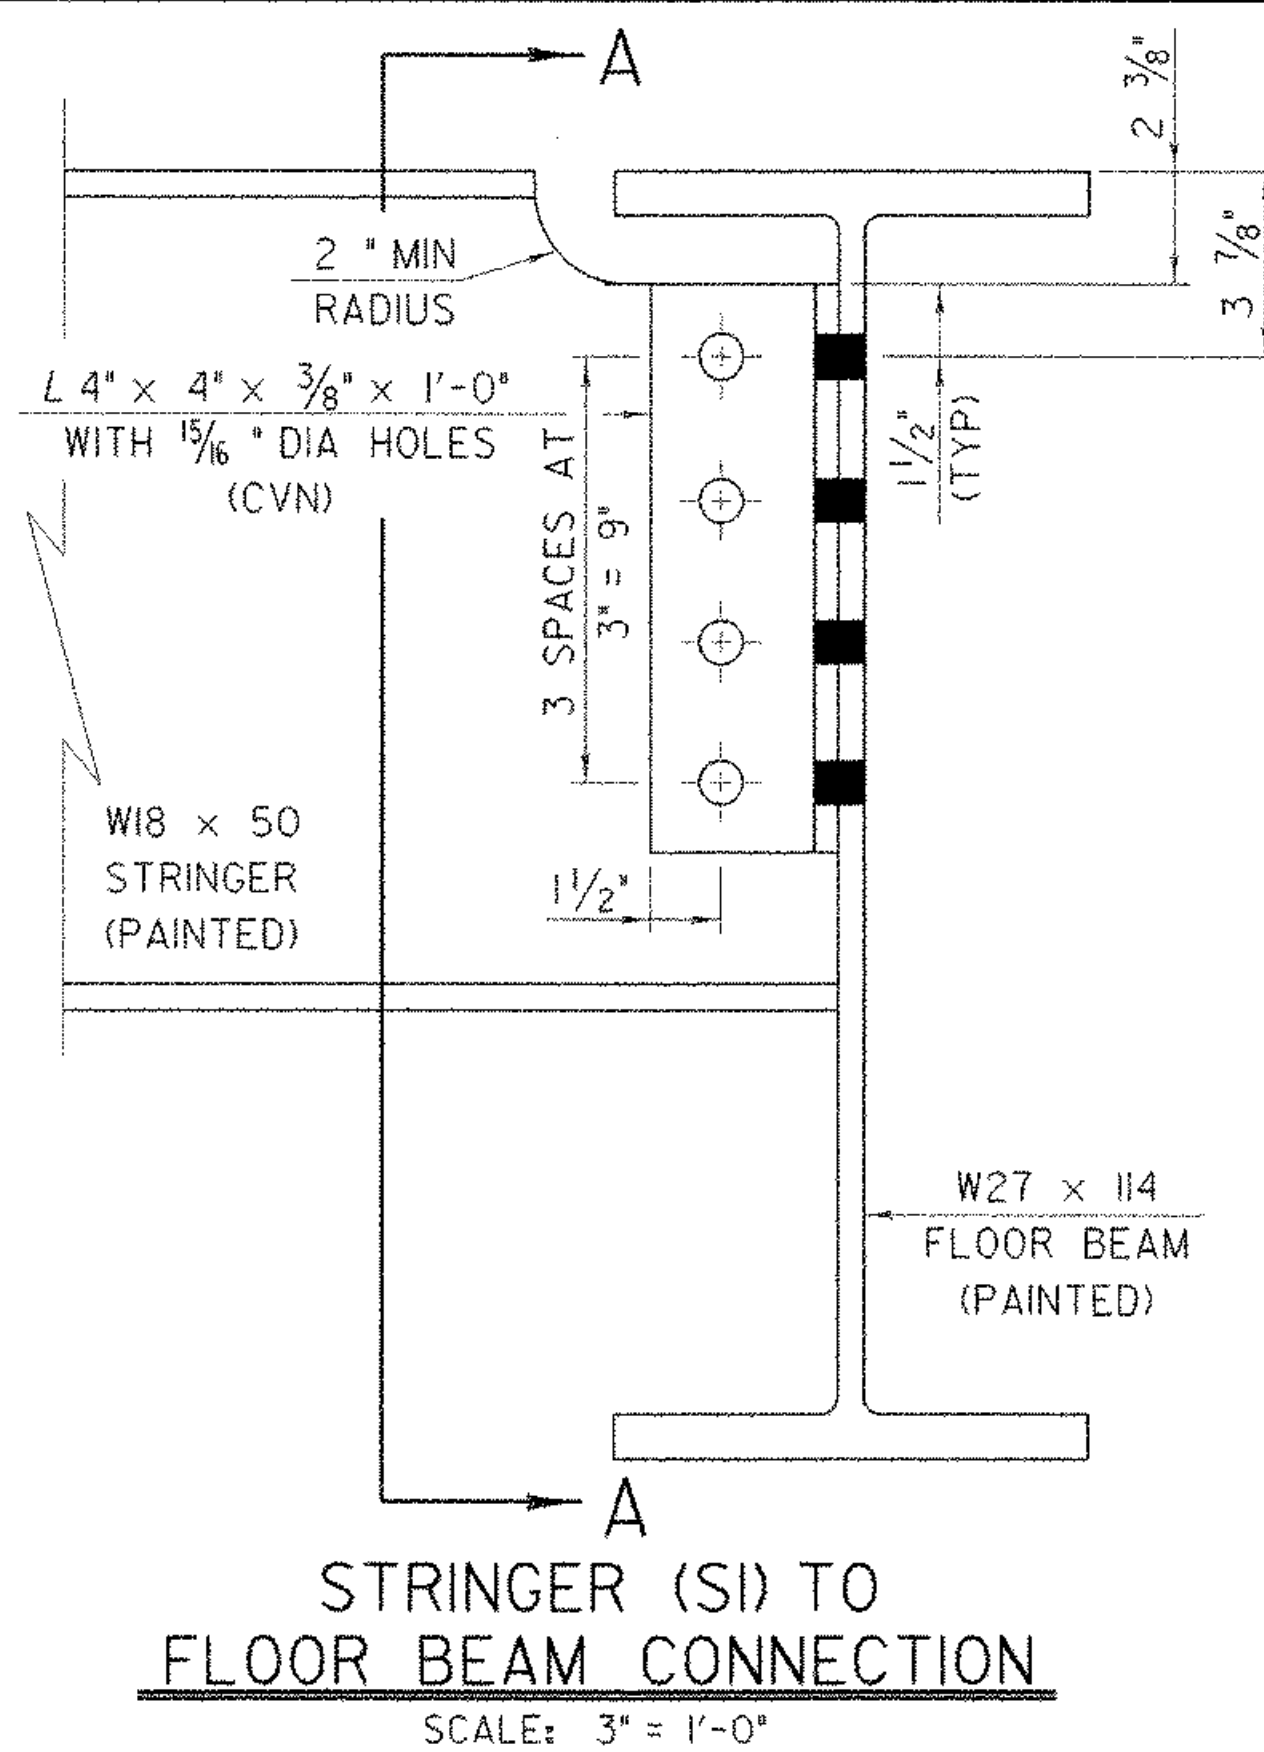 A
2 3/8"
3 7/8"
2 " MIN
RADIUS
L 4" x 4" x 3/8" x 1'-0"
WITH 15/16 " DIA HOLES
(CVN)
3 SPACES AT
3" = 9"
1 1/2"
(TYP)
W18 x 50
STRINGER
(PAINTED)
1 1/2"
W27 x 114
FLOOR BEAM
(PAINTED)
A
STRINGER (S1) TO
FLOOR BEAM CONNECTION
SCALE: 3" = 1'-0"